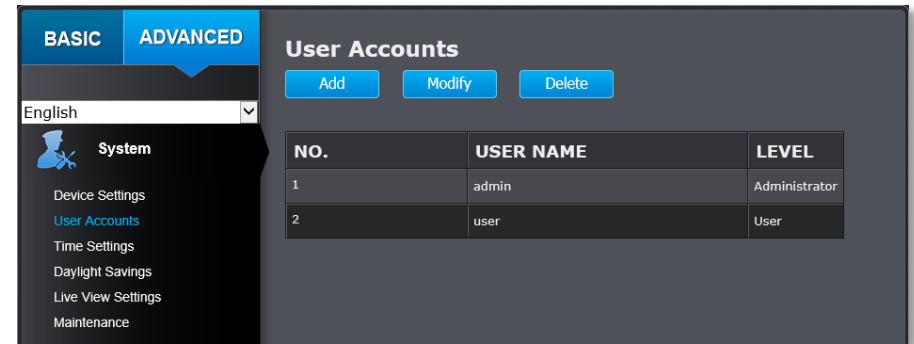 BASIC ADVANCED
English
System
Device Settings
User Accounts
Time Settings
Daylight Savings
Live View Settings
Maintenance
User Accounts
Add Modify Delete
NO. USER NAME LEVEL
1 admin Administrator
2 user User